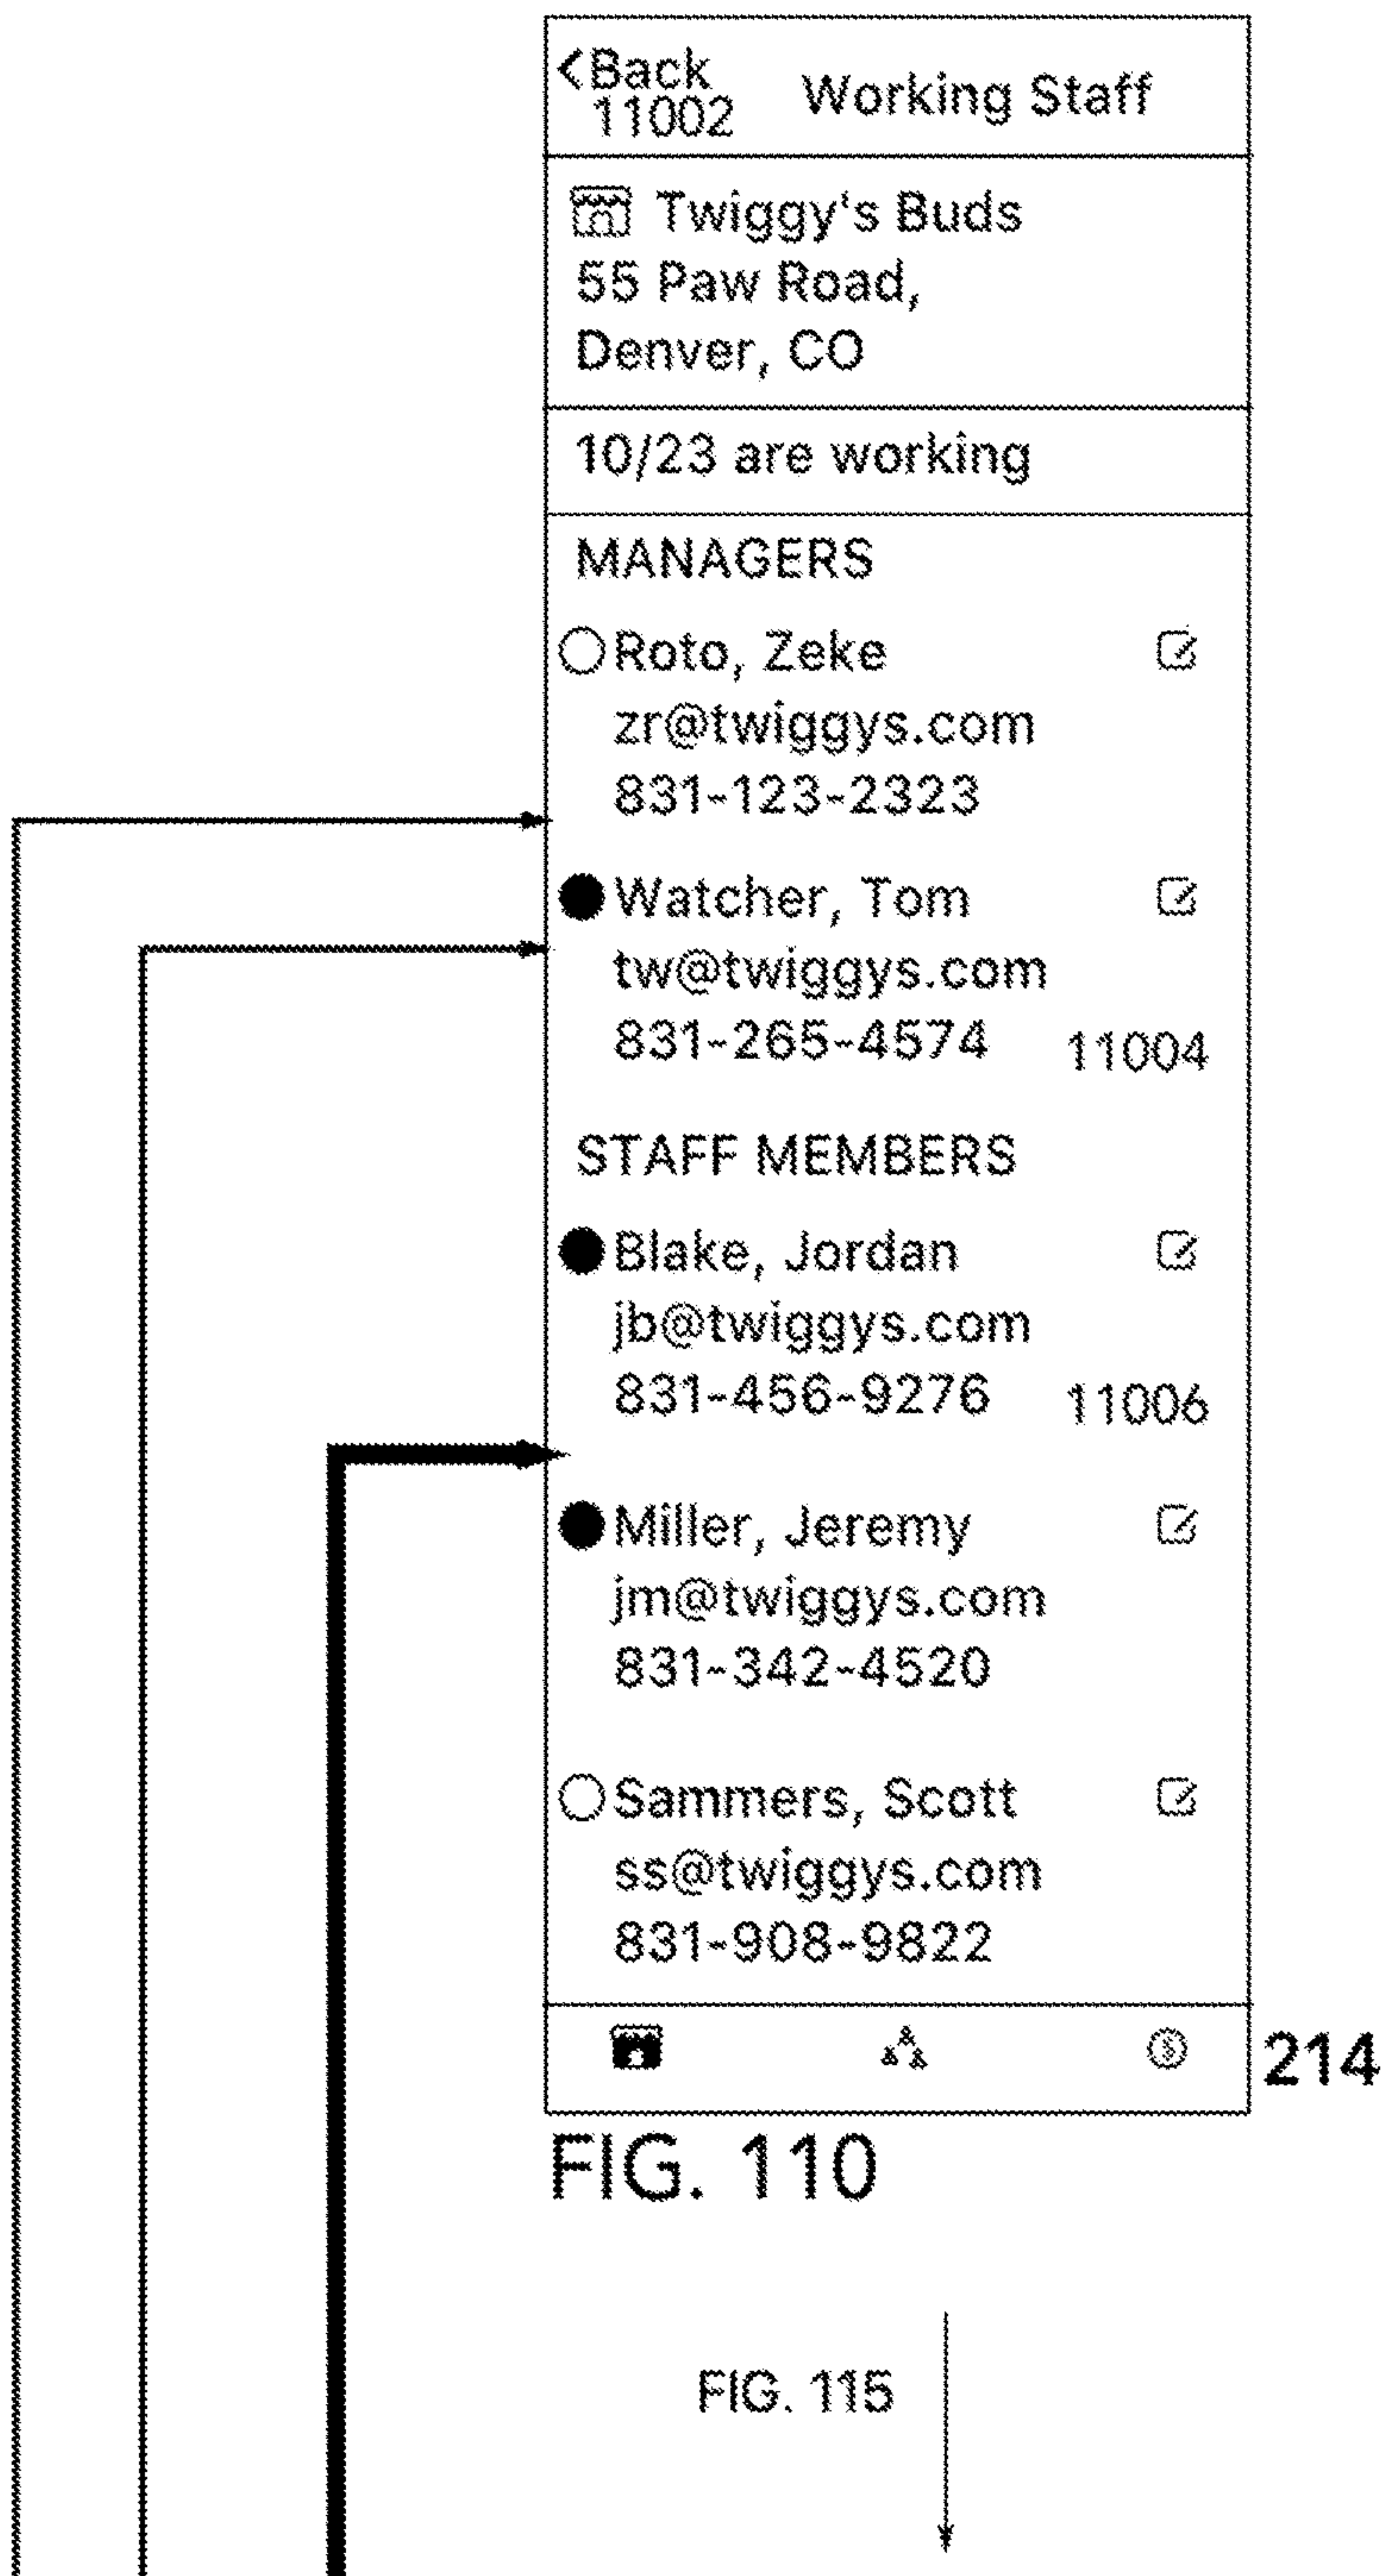 <Back
11002
Working Staff
Twiggy's Buds
55 Paw Road,
Denver, CO
10/23 are working
MANAGERS
Roto, Zeke
zr@twiggys.com
831-123-2323
Watcher, Tom
tw@twiggys.com
831-265-4574
11004
STAFF MEMBERS
Blake, Jordan
jb@twiggys.com
831-456-9276
11006
Miller, Jeremy
jm@twiggys.com
831-342-4520
Sammers, Scott
ss@twiggys.com
831-908-9822
$
214
FIG. 110
FIG. 115